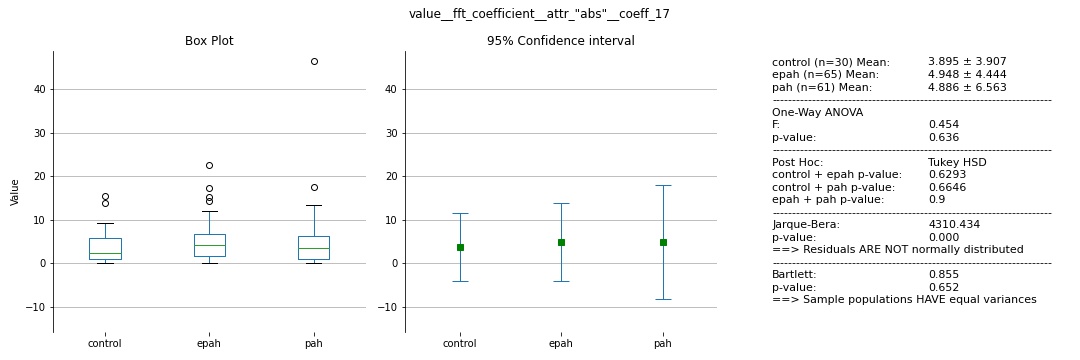 value__fft_coefficient__attr_"abs"__coeff_17
Box Plot
Value
40
30
20
10
0
−10
control epah pah
95% Confidence interval
40
30
20
10
0
−10
control epah pah
control (n=30) Mean: 3.895 ± 3.907
epah (n=65) Mean: 4.948 ± 4.444
pah (n=61) Mean: 4.886 ± 6.563
One-Way ANOVA
F: 0.454
p-value: 0.636
Post Hoc: Tukey HSD
control + epah p-value: 0.6293
control + pah p-value: 0.6646
epah + pah p-value: 0.9
Jarque-Bera: 4310.434
p-value: 0.000
==> Residuals ARE NOT normally distributed
Bartlett: 0.855
p-value: 0.652
==> Sample populations HAVE equal variances